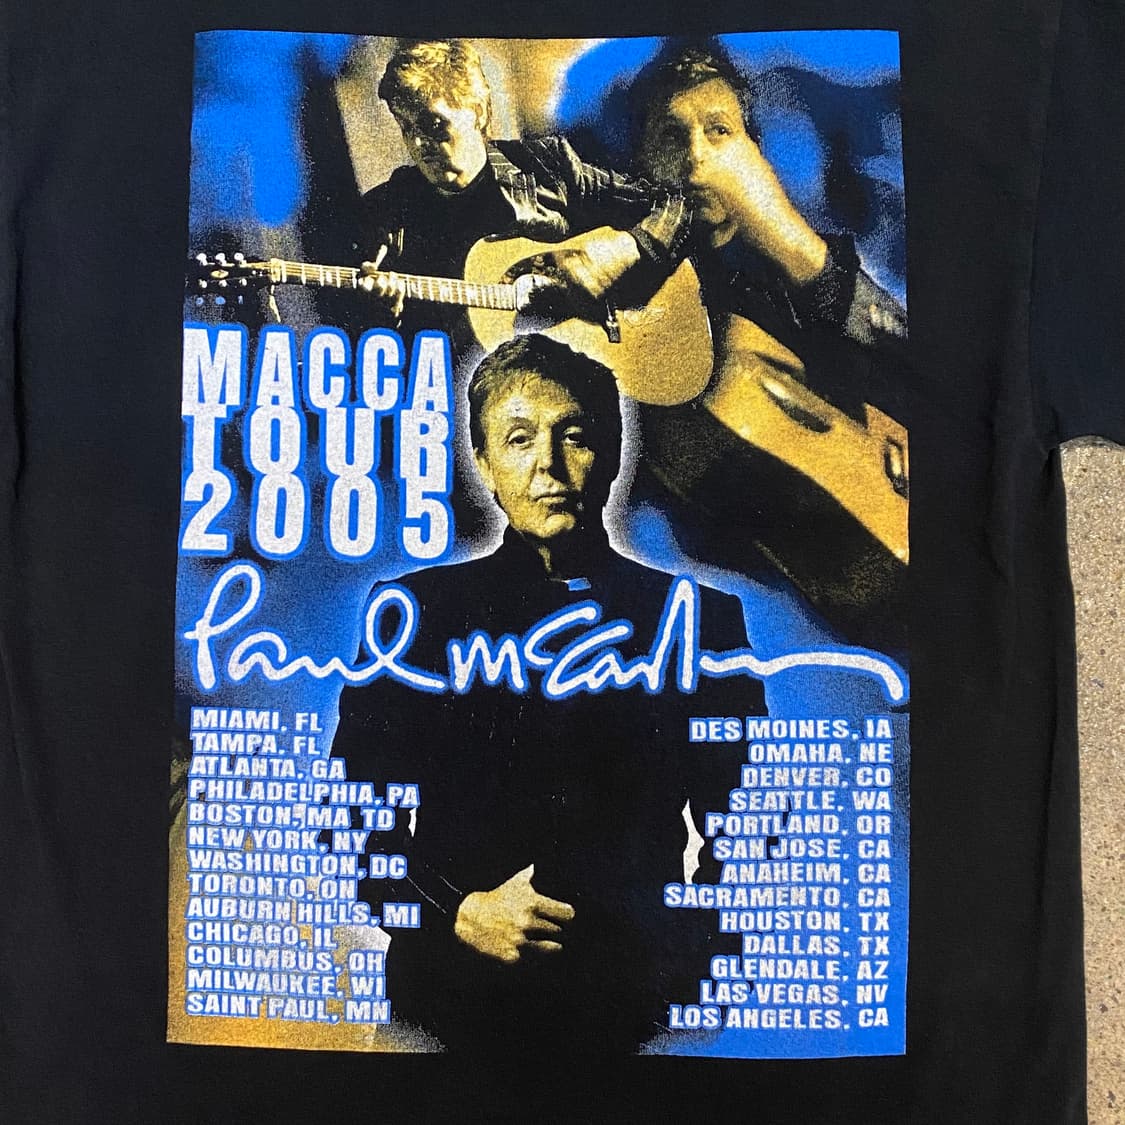 MACCA
TOUR
2005
Paul McCartney
MIAMI, FL
TAMPA, FL
ATLANTA, GA
PHILADELPHIA, PA
BOSTON, MA TD
NEW YORK, NY
WASHINGTON, DC
TORONTO, ON
AUBURN HILLS, MI
CHICAGO, IL
COLUMBUS, OH
MILWAUKEE, WI
SAINT PAUL, MN
DES MOINES, IA
OMAHA, NE
DENVER, CO
SEATTLE, WA
PORTLAND, OR
SAN JOSE, CA
ANAHEIM, CA
SACRAMENTO, CA
HOUSTON, TX
DALLAS, TX
GLENDALE, AZ
LAS VEGAS, NV
LOS ANGELES, CA